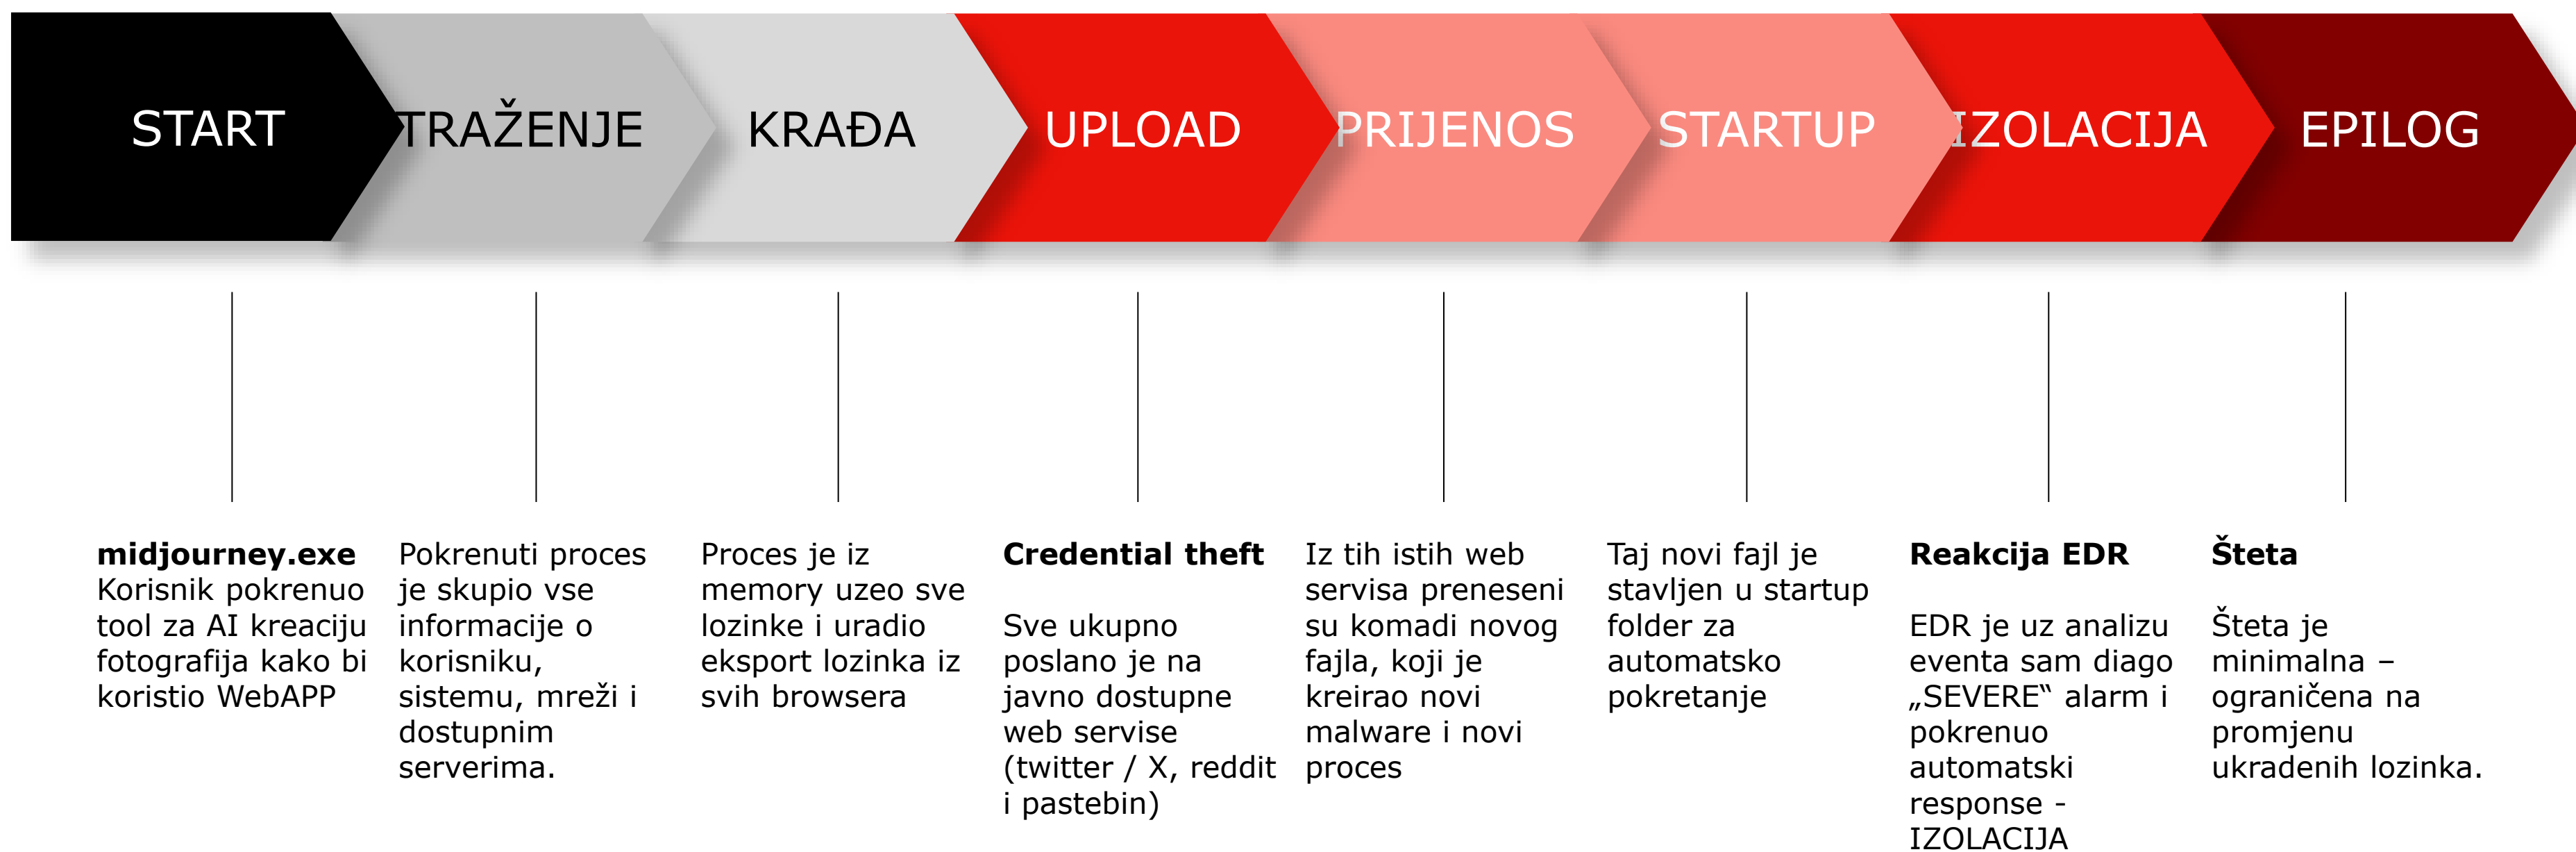 START
TRAŽENJE
KRAĐA
UPLOAD
PRIJENOS
STARTUP
IZOLACIJA
EPILOG
midjourney.exe
Korisnik pokrenuo
tool za AI kreaciju
fotografija kako bi
koristio WebAPP
Pokrenuti proces
je skupio vse
informacije o
korisniku,
sistemu, mreži i
dostupnim
serverima.
Proces je iz
memory uzeo sve
lozinke i uradio
eksport lozinka iz
svih browsera
Credential theft
Sve ukupno
poslano je na
javno dostupne
web servise
(twitter / X, reddit
i pastebin)
Iz tih istih web
servisa preneseni
su komadi novog
fajla, koji je
kreirao novi
malware i novi
proces
Taj novi fajl je
stavljen u startup
folder za
automatsko
pokretanje
Reakcija EDR
EDR je uz analizu
eventa sam diago
„SEVERE“ alarm i
pokrenuo
automatski
response -
IZOLACIJA
Šteta
Šteta je
minimalna –
ograničena na
promjenu
ukradenih lozinka.